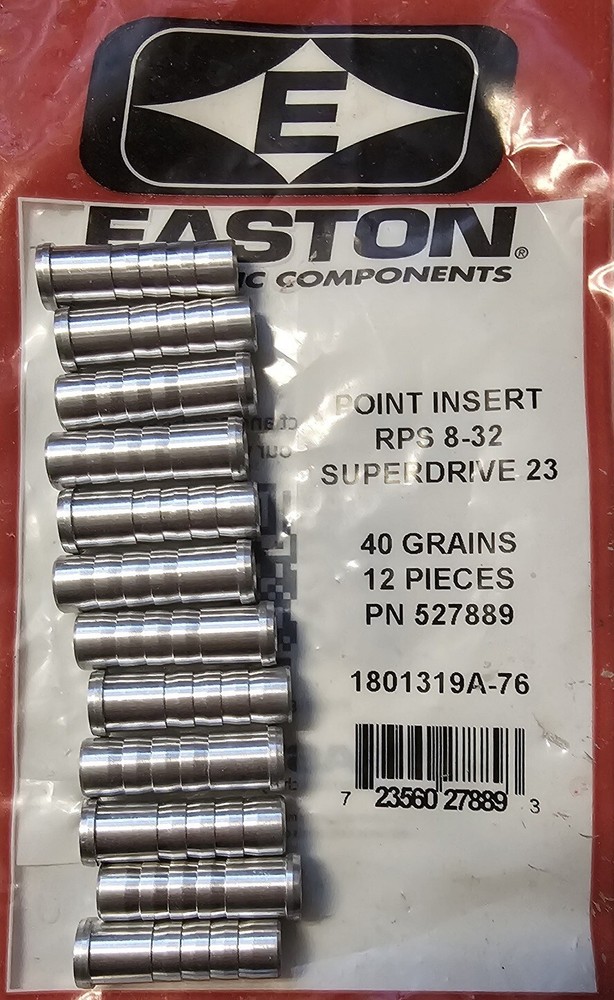 E
EASTON®
IC COMPONENTS
POINT INSERT
RPS 8-32
SUPERDRIVE 23
40 GRAINS
12 PIECES
PN 527889
1801319A-76
7 23560 27889 3